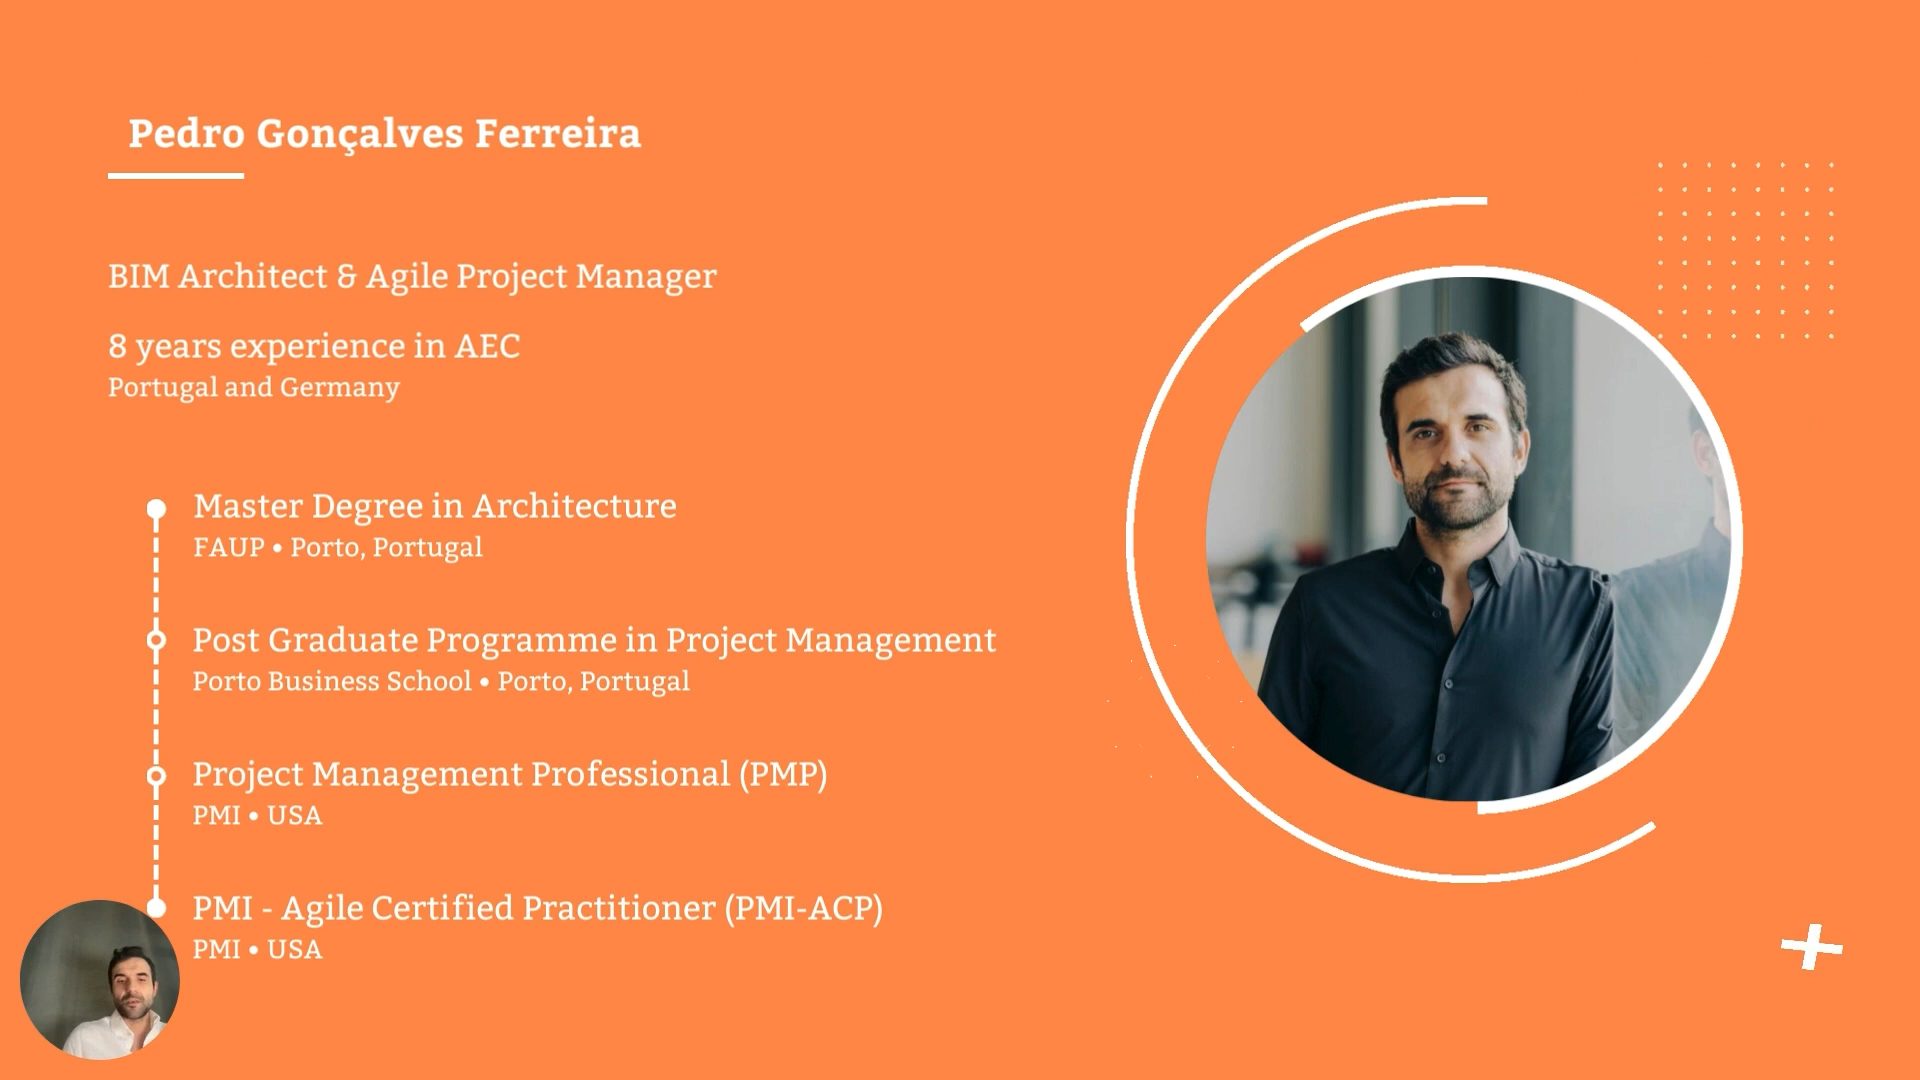 Pedro Gonçalves Ferreira
BIM Architect & Agile Project Manager
8 years experience in AEC
Portugal and Germany
Master Degree in Architecture
FAUP • Porto, Portugal
Post Graduate Programme in Project Management
Porto Business School • Porto, Portugal
Project Management Professional (PMP)
PMI • USA
PMI - Agile Certified Practitioner (PMI-ACP)
PMI • USA